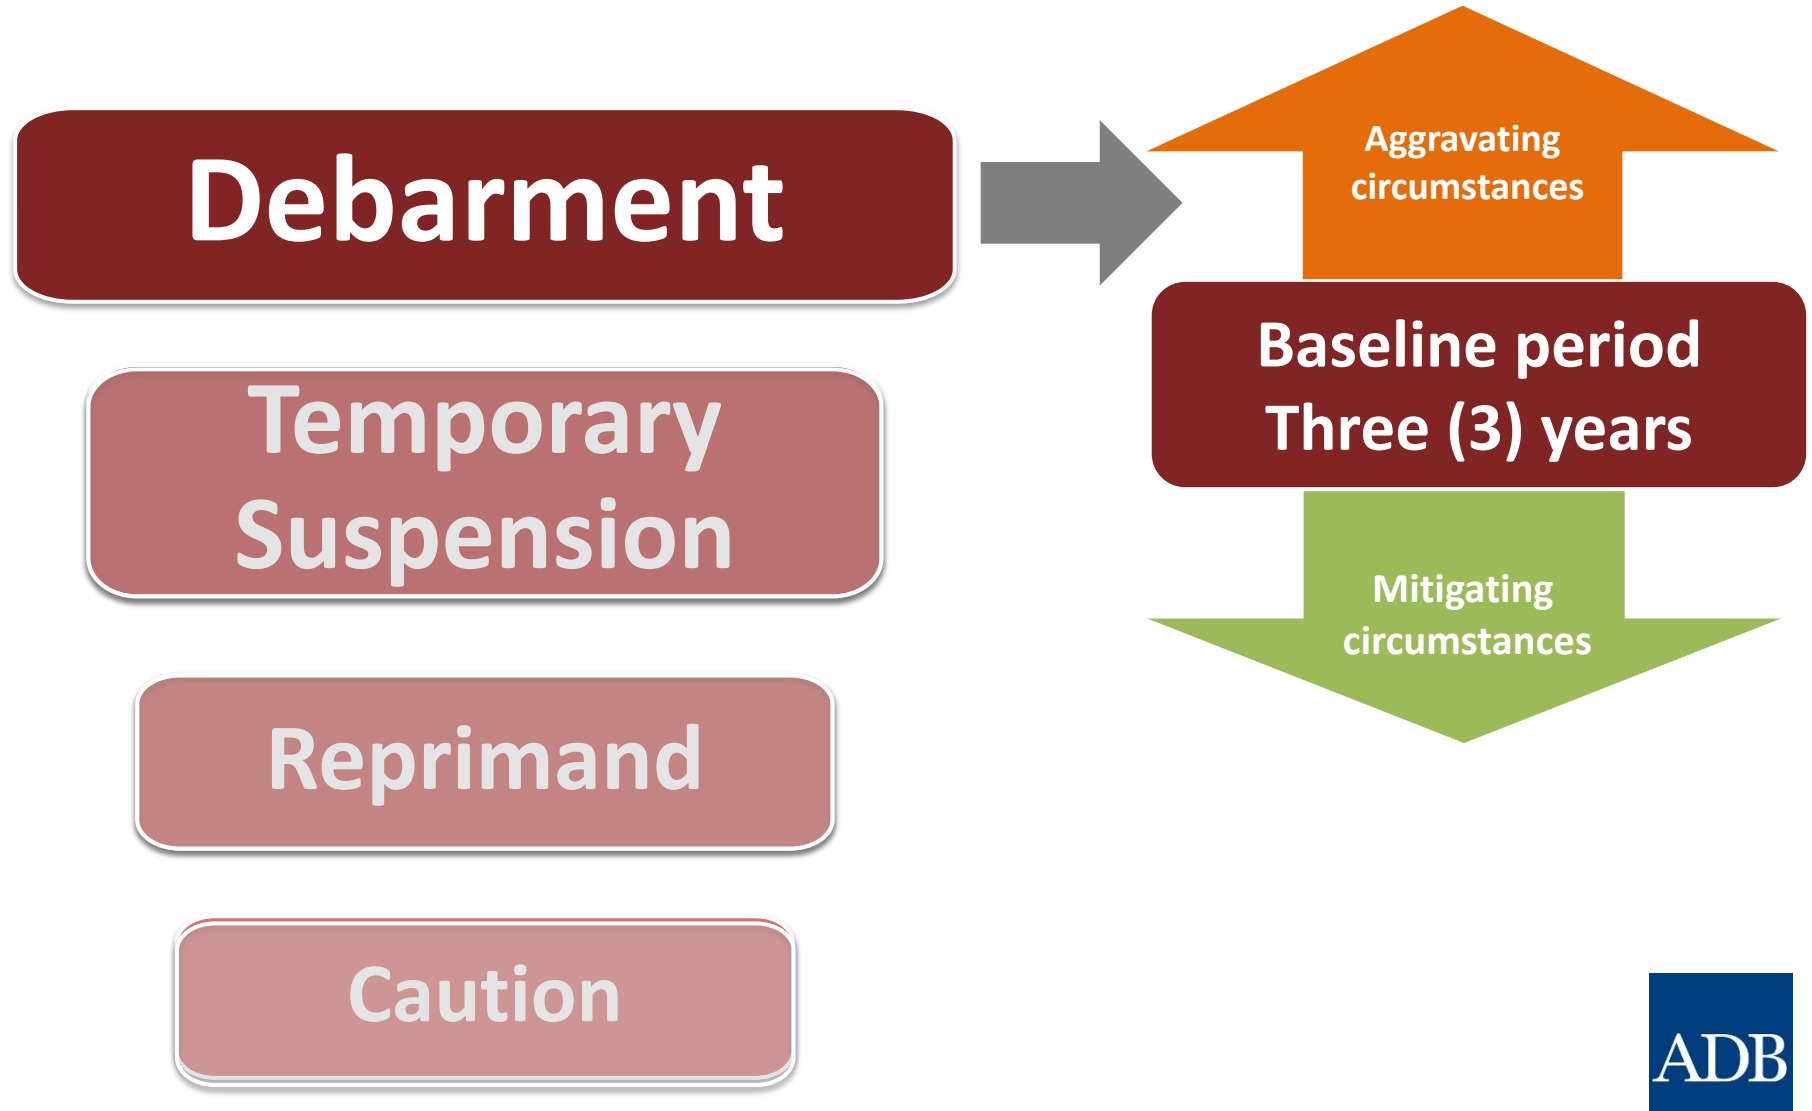 Debarment
Temporary
Suspension
Reprimand
Caution
Aggravating
circumstances
Baseline period
Three (3) years
Mitigating
circumstances
ADB